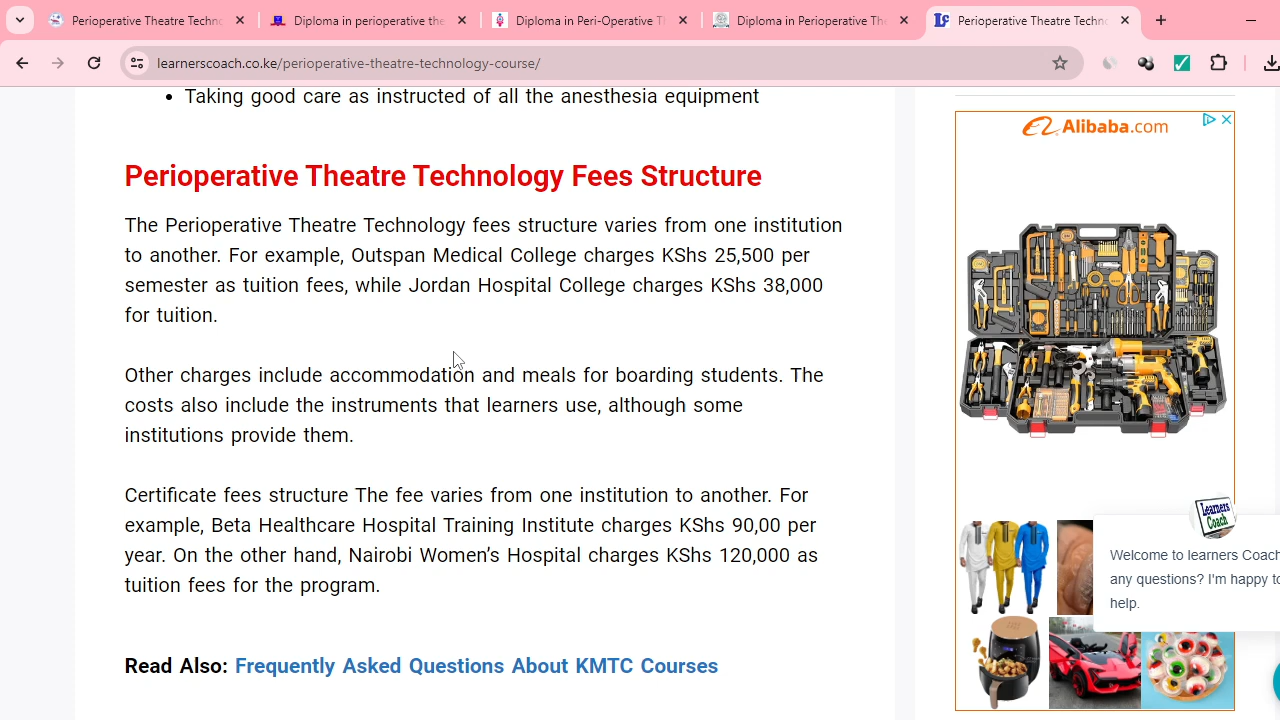 Perioperative Theatre Techno
Diploma in perioperative the
Diploma in Peri-Operative T
Diploma in Perioperative The
Perioperative Theatre Techno
learnerscoach.co.ke/perioperative-theatre-technology-course/
• Taking good care as instructed of all the anesthesia equipment
Perioperative Theatre Technology Fees Structure
The Perioperative Theatre Technology fees structure varies from one institution
to another. For example, Outspan Medical College charges KShs 25,500 per
semester as tuition fees, while Jordan Hospital College charges KShs 38,000
for tuition.
Other charges include accommodation and meals for boarding students. The
costs also include the instruments that learners use, although some
institutions provide them.
Certificate fees structure The fee varies from one institution to another. For
example, Beta Healthcare Hospital Training Institute charges KShs 90,00 per
year. On the other hand, Nairobi Women’s Hospital charges KShs 120,000 as
tuition fees for the program.
Read Also: Frequently Asked Questions About KMTC Courses
Alibaba.com
Learners
Coach
Welcome to learners Coach
any questions? I'm happy to
help.